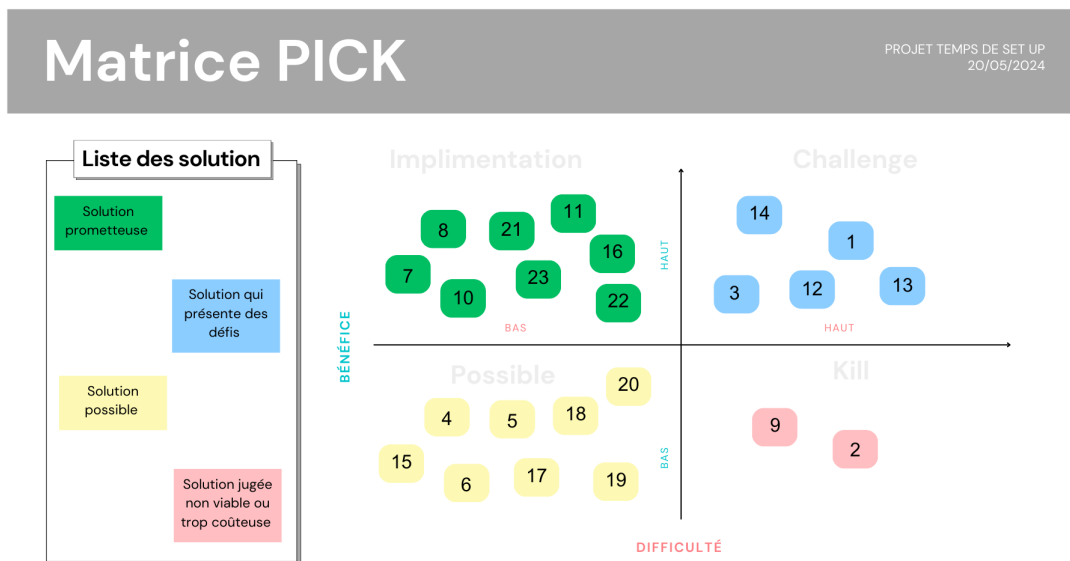 Matrice PICK
PROJET TEMPS DE SET UP
20/05/2024
Liste des solution
Solution
prometteuse
Solution qui
présente des
défis
Solution
possible
Solution jugée
non viable ou
trop coûteuse
BÉNÉFICE
Implimentation
8
21
11
16
7
10
23
22
BAS
HAUT
Challenge
14
1
3
12
13
HAUT
Possible
20
4
5
18
15
6
17
19
BAS
Kill
9
2
DIFFICULTÉ